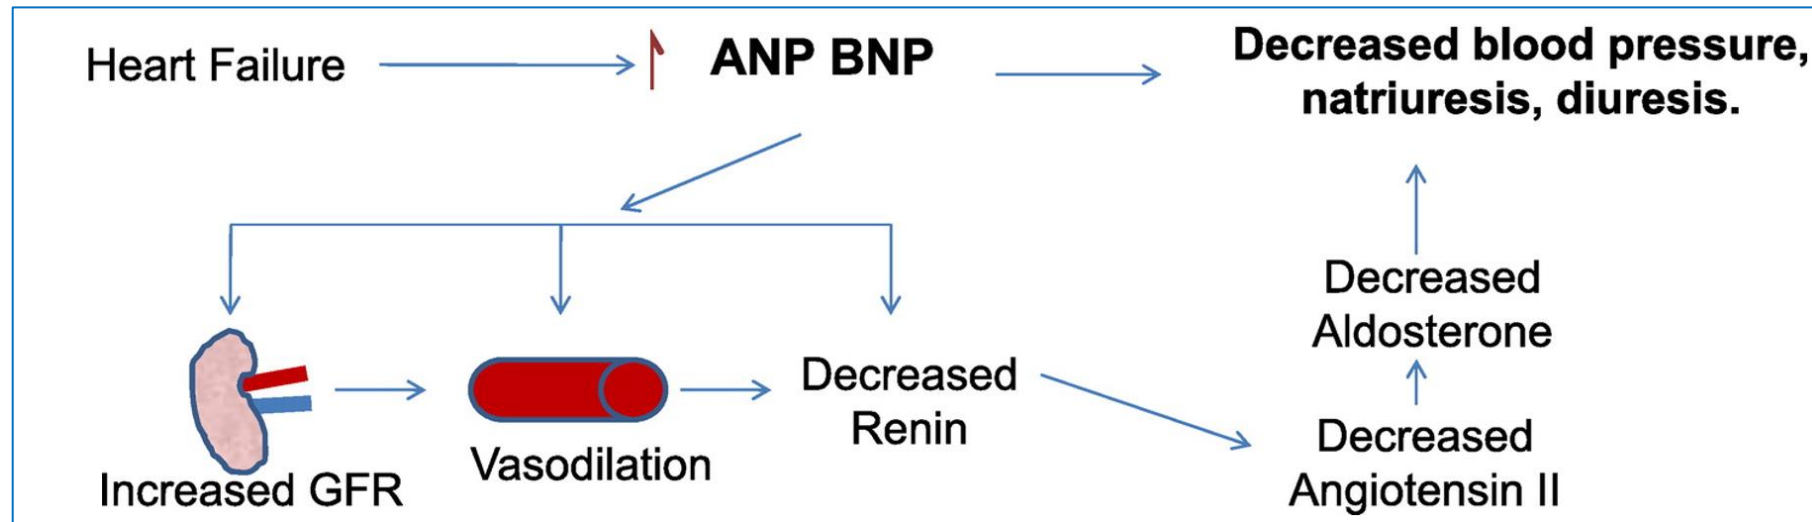 Heart Failure
ANP BNP
Decreased blood pressure,
natriuresis, diuresis.
Increased GFR
Vasodilation
Decreased
Renin
Decreased
Angiotensin II
Decreased
Aldosterone